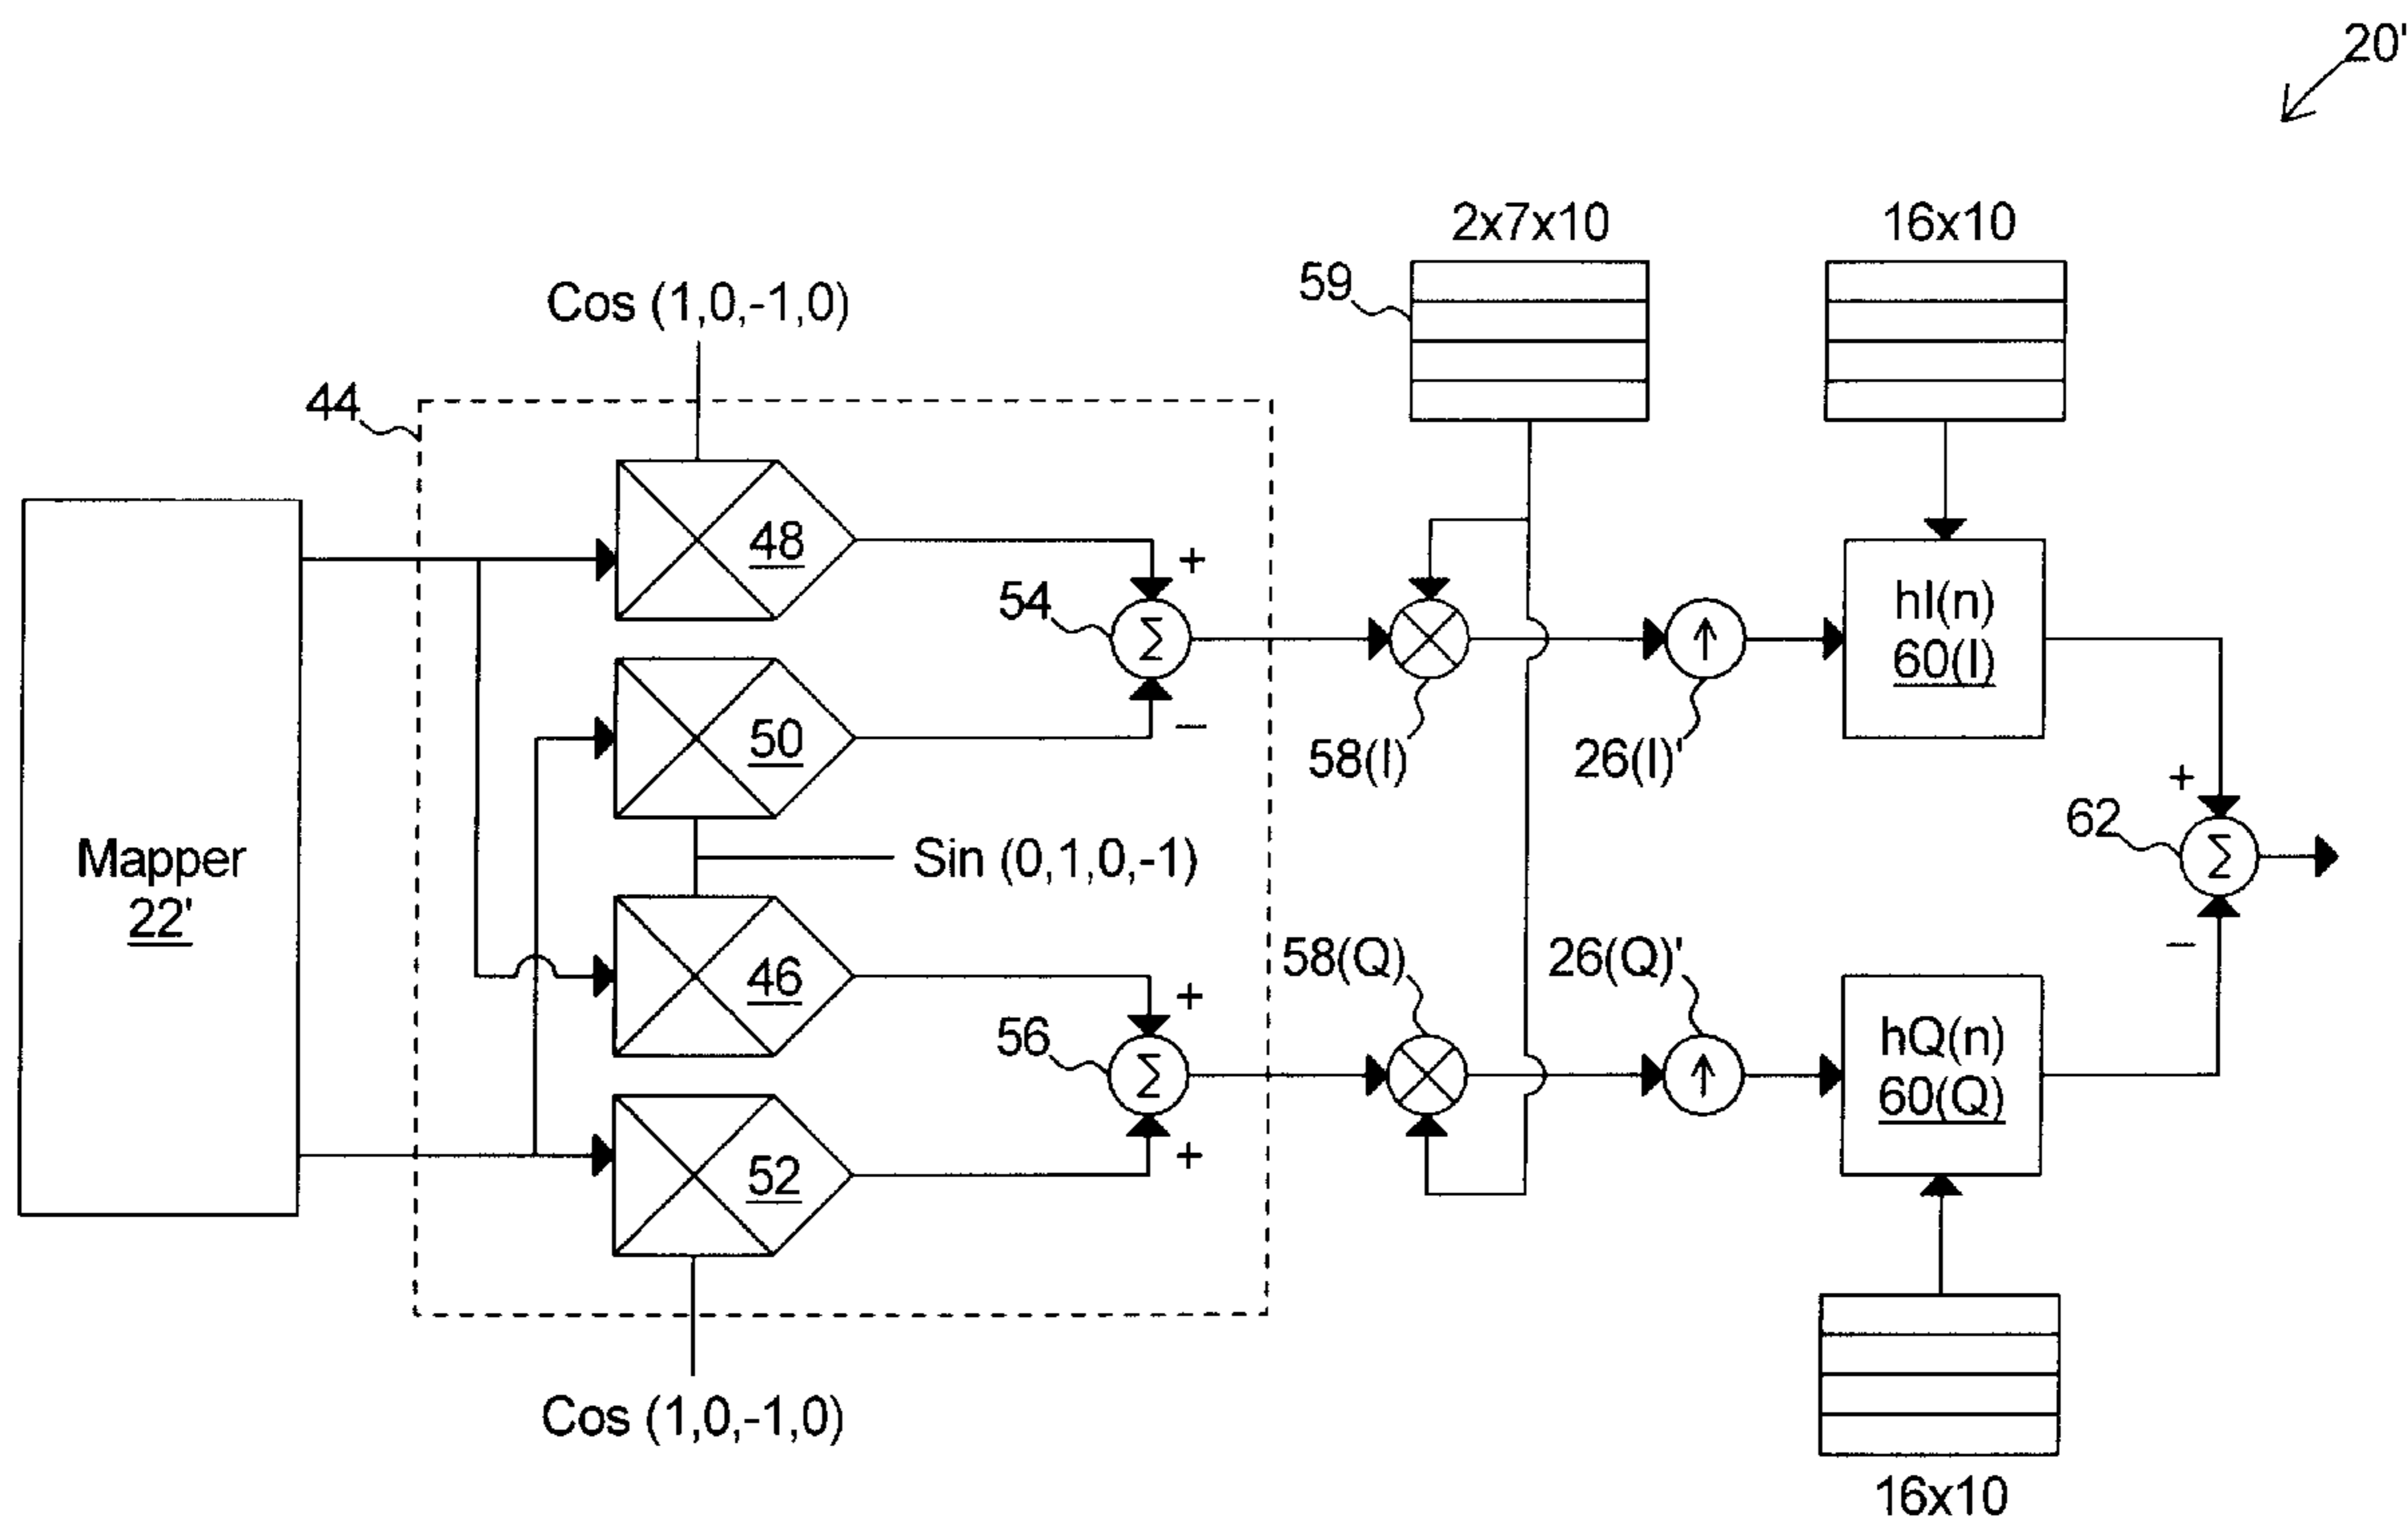 20'
2x7x10
16x10
59
Cos (1,0,-1,0)
44
48
+
54
Σ
hI(n)
60(I)
50
–
58(I)
26(I)'
+
62
Σ
Mapper
22'
Sin (0,1,0,-1)
–
58(Q)
26(Q)'
46
+
56
Σ
hQ(n)
60(Q)
52
+
Cos (1,0,-1,0)
16x10